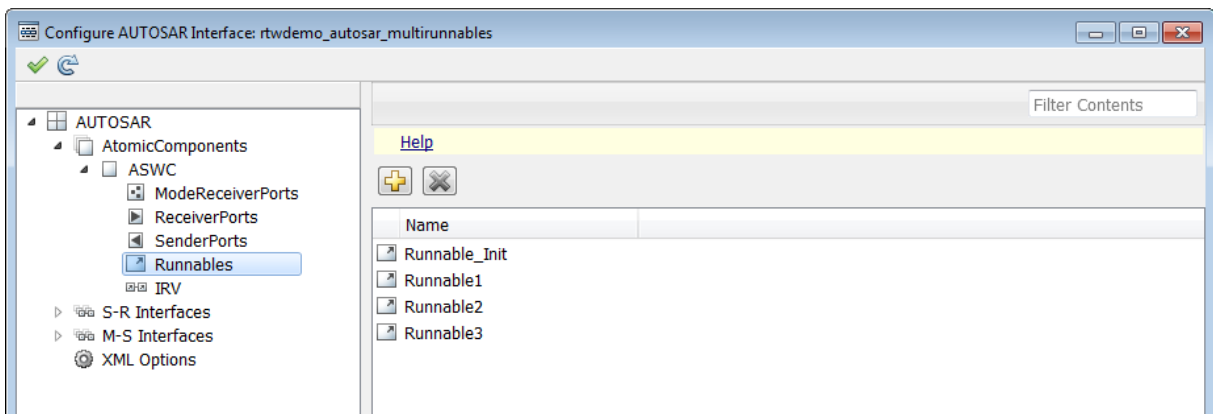 Configure AUTOSAR Interface: rtwdemo_autosar_multirunnables
Filter Contents
AUTOSAR
AtomicComponents
ASWC
ModeReceiverPorts
ReceiverPorts
SenderPorts
Runnables
IRV
S-R Interfaces
M-S Interfaces
XML Options
Help
Name
Runnable_Init
Runnable1
Runnable2
Runnable3